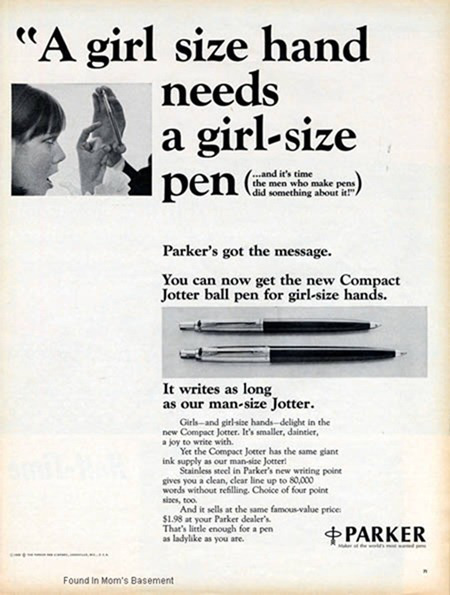 “A girl size hand
needs
a girl-size
pen (...and it's time
the men who make pens
did something about it!”)
Parker's got the message.
You can now get the new Compact
Jotter ball pen for girl-size hands.
It writes as long
as our man-size Jotter.
Girls—and girl-size hands—delight in the
new Compact Jotter. It's smaller, daintier,
a joy to write with.
Yet the Compact Jotter has the same giant
ink supply as our man-size Jotter!
Stainless steel in Parker's new writing point
gives you a clean, clear line up to 80,000
words without refilling. Choice of four point
sizes, too.
And it sells at the same famous-value price:
$1.98 at your Parker dealer's.
That's little enough for a pen
as ladylike as you are.
PARKER
Maker of the world's most wanted pens
Found In Mom's Basement